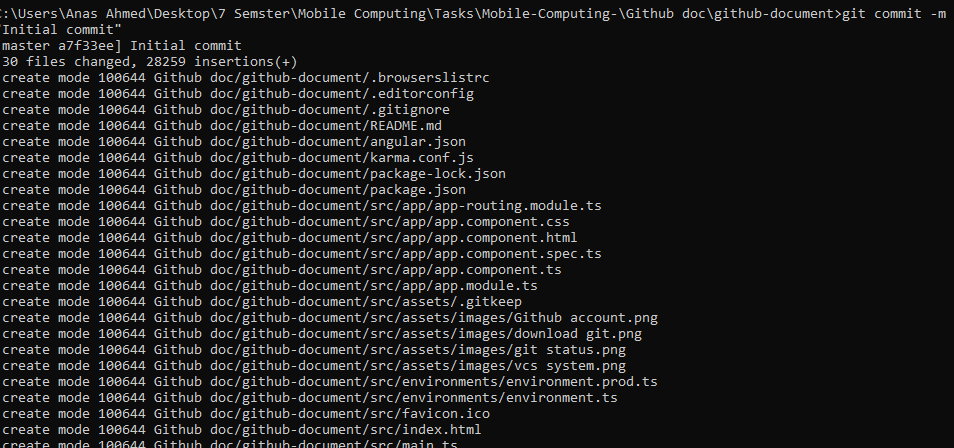 C:\Users\Anas Ahmed\Desktop\7 Semster\Mobile Computing\Tasks\Mobile-Computing-\Github doc\github-document>git commit -m
"Initial commit"
master a7f33ee] Initial commit
30 files changed, 28259 insertions(+)
create mode 100644 Github doc/github-document/.browserslistrc
create mode 100644 Github doc/github-document/.editorconfig
create mode 100644 Github doc/github-document/.gitignore
create mode 100644 Github doc/github-document/README.md
create mode 100644 Github doc/github-document/angular.json
create mode 100644 Github doc/github-document/karma.conf.js
create mode 100644 Github doc/github-document/package-lock.json
create mode 100644 Github doc/github-document/package.json
create mode 100644 Github doc/github-document/src/app/app-routing.module.ts
create mode 100644 Github doc/github-document/src/app/app.component.css
create mode 100644 Github doc/github-document/src/app/app.component.html
create mode 100644 Github doc/github-document/src/app/app.component.spec.ts
create mode 100644 Github doc/github-document/src/app/app.component.ts
create mode 100644 Github doc/github-document/src/app/app.module.ts
create mode 100644 Github doc/github-document/src/assets/.gitkeep
create mode 100644 Github doc/github-document/src/assets/images/Github account.png
create mode 100644 Github doc/github-document/src/assets/images/download git.png
create mode 100644 Github doc/github-document/src/assets/images/git status.png
create mode 100644 Github doc/github-document/src/assets/images/vcs system.png
create mode 100644 Github doc/github-document/src/environments/environment.prod.ts
create mode 100644 Github doc/github-document/src/environments/environment.ts
create mode 100644 Github doc/github-document/src/favicon.ico
create mode 100644 Github doc/github-document/src/index.html
create mode 100644 Github doc/github-document/src/main.ts